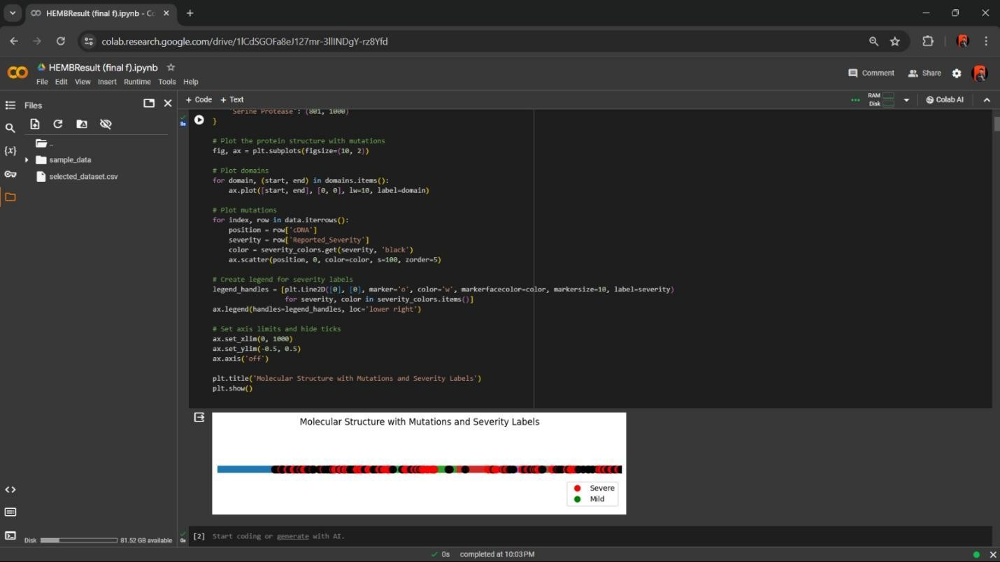 HEMBResult (final f).ipynb - Co
colab.research.google.com/drive/1lCdSGOFa8eJ127mr-3lIINDgY-rz8Yfd
HEMBResult (final f).ipynb
Comment
Share
File Edit View Insert Runtime Tools Help
Files
+ Code + Text
RAM
Disk
Colab AI
{x}
..
sample_data
selected_dataset.csv
'Serine Protease': (801, 1000)
}
# Plot the protein structure with mutations
fig, ax = plt.subplots(figsize=(10, 2))
# Plot domains
for domain, (start, end) in domains.items():
ax.plot([start, end], [0, 0], lw=10, label=domain)
# Plot mutations
for index, row in data.iterrows():
position = row['cDNA']
severity = row['Reported_Severity']
color = severity_colors.get(severity, 'black')
ax.scatter(position, 0, color=color, s=100, zorder=5)
# Create legend for severity labels
legend_handles = [plt.Line2D([0], [0], marker='o', color='w', markerfacecolor=color, markersize=10, label=severity)
for severity, color in severity_colors.items()]
ax.legend(handles=legend_handles, loc='lower right')
# Set axis limits and hide ticks
ax.set_xlim(0, 1000)
ax.set_ylim(-0.5, 0.5)
ax.axis('off')
plt.title('Molecular Structure with Mutations and Severity Labels')
plt.show()
Molecular Structure with Mutations and Severity Labels
Severe
Mild
[2] Start coding or generate with AI.
0s
Disk 81.52 GB available
0s completed at 10:03 PM